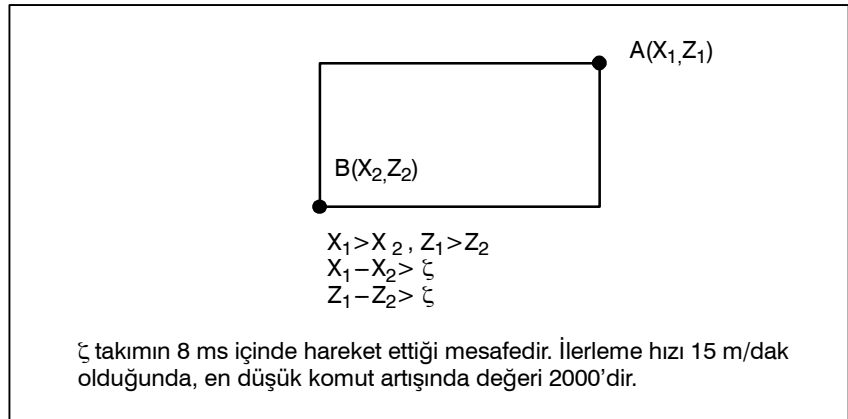 A(X₁,Z₁)
B(X₂,Z₂)
X₁>X ₂ , Z₁>Z₂
X₁−X₂> ζ
Z₁−Z₂> ζ
ζ takımın 8 ms içinde hareket ettiği mesafedir. İlerleme hızı 15 m/dak
olduğunda, en düşük komut artışında değeri 2000’dir.